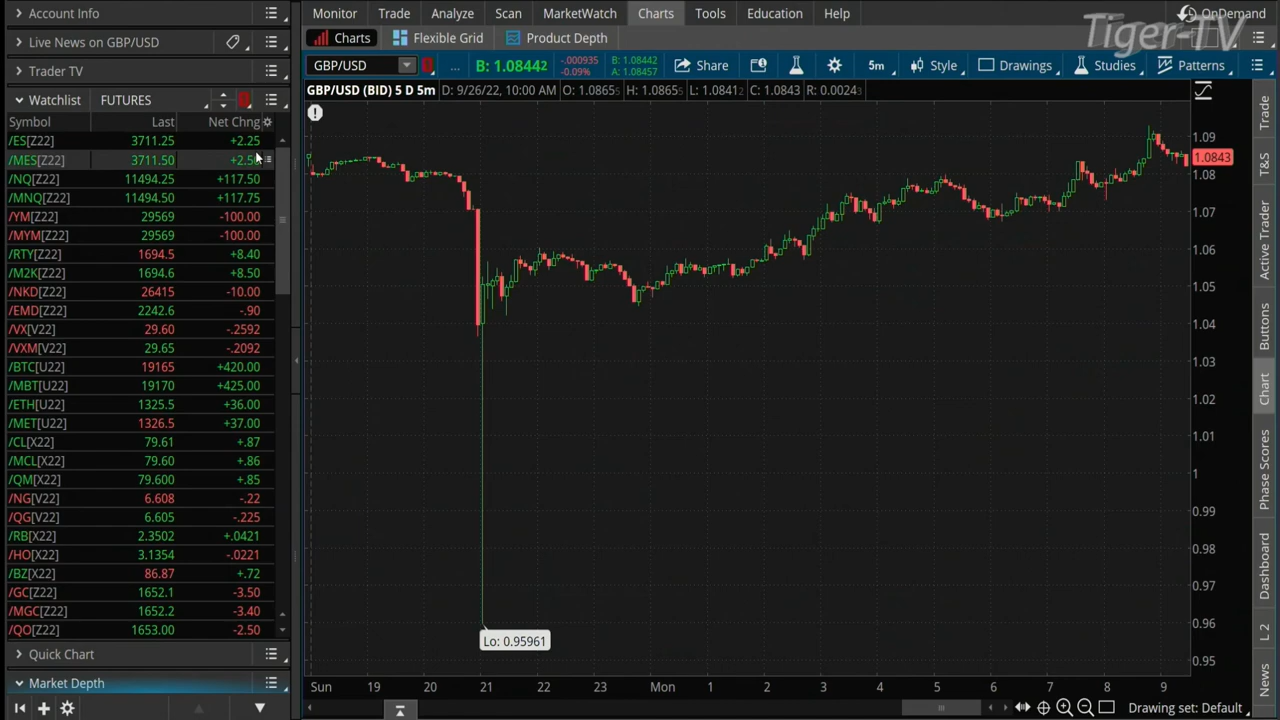 Account Info
Live News on GBP/USD
Trader TV
Watchlist FUTURES
Symbol Last Net Chng
/ES[Z22] 3711.25 +2.25
/MES[Z22] 3711.50 +2.50
/NQ[Z22] 11494.25 +117.50
/MNQ[Z22] 11494.50 +117.75
/YM[Z22] 29569 -100.00
/MYM[Z22] 29569 -100.00
/RTY[Z22] 1694.5 +8.40
/M2K[Z22] 1694.6 +8.50
/NKD[Z22] 26415 -10.00
/EMD[Z22] 2242.6 -.90
/VX[V22] 29.60 -.2592
/VXM[V22] 29.65 -.2092
/BTC[U22] 19165 +420.00
/MBT[U22] 19170 +425.00
/ETH[U22] 1325.5 +36.00
/MET[U22] 1326.5 +37.00
/CL[X22] 79.61 +.87
/MCL[X22] 79.60 +.86
/QM[X22] 79.600 +.85
/NG[V22] 6.608 -.22
/QG[V22] 6.605 -.225
/RB[X22] 2.3502 +.0421
/HO[X22] 3.1354 -.0221
/BZ[X22] 86.87 +.72
/GC[Z22] 1652.1 -3.50
/MGC[Z22] 1652.2 -3.40
/QO[Z22] 1653.00 -2.50
Quick Chart
Market Depth
Monitor Trade Analyze Scan MarketWatch Charts Tools Education Help
OnDemand
Tiger-TV
Charts Flexible Grid Product Depth
GBP/USD ... B: 1.08442 -.000935 B: 1.08442 Share 5m Style Drawings Studies Patterns
-0.09% A: 1.08457
GBP/USD (BID) 5 D 5m D: 9/26/22, 10:00 AM O: 1.0865 H: 1.0865 L: 1.0841 C: 1.0843 R: 0.0024
1.09
1.0843
1.08
1.07
1.06
1.05
1.04
1.03
1.02
1.01
1
0.99
0.98
0.97
0.96
0.95
Lo: 0.95961
Sun 19 20 21 22 23 Mon 1 2 3 4 5 6 7 8 9
Drawing set: Default
Trade
T&S
Active Trader
Buttons
Chart
Phase Scores
Dashboard
L 2
News